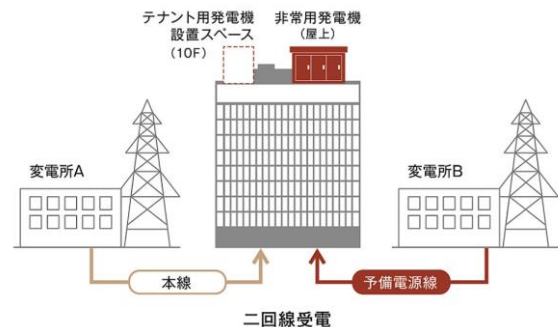 テナント用発電機
設置スペース
（10F）
非常用発電機
（屋上）
変電所A
変電所B
本線
予備電源線
二回線受電